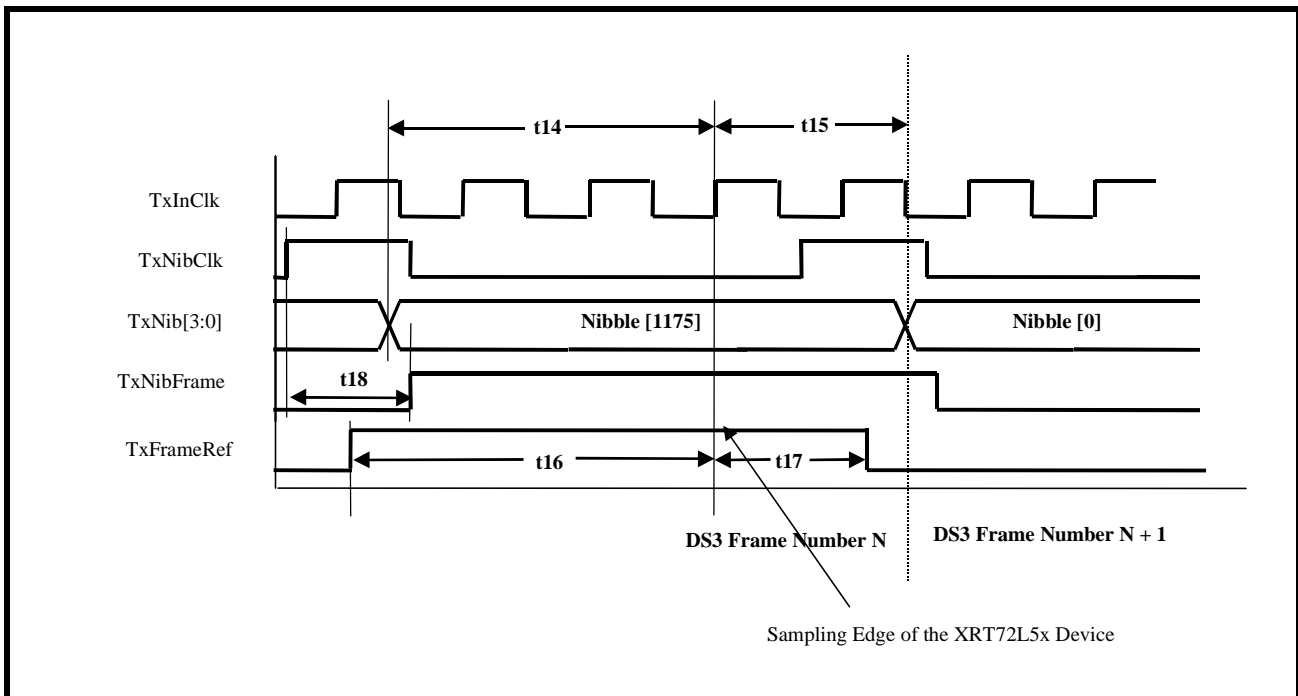 t14
t15
TxInClk
TxNibClk
TxNib[3:0]
Nibble [1175]
Nibble [0]
TxNibFrame
t18
TxFrameRef
t16
t17
DS3 Frame Number N
DS3 Frame Number N + 1
Sampling Edge of the XRT72L5x Device